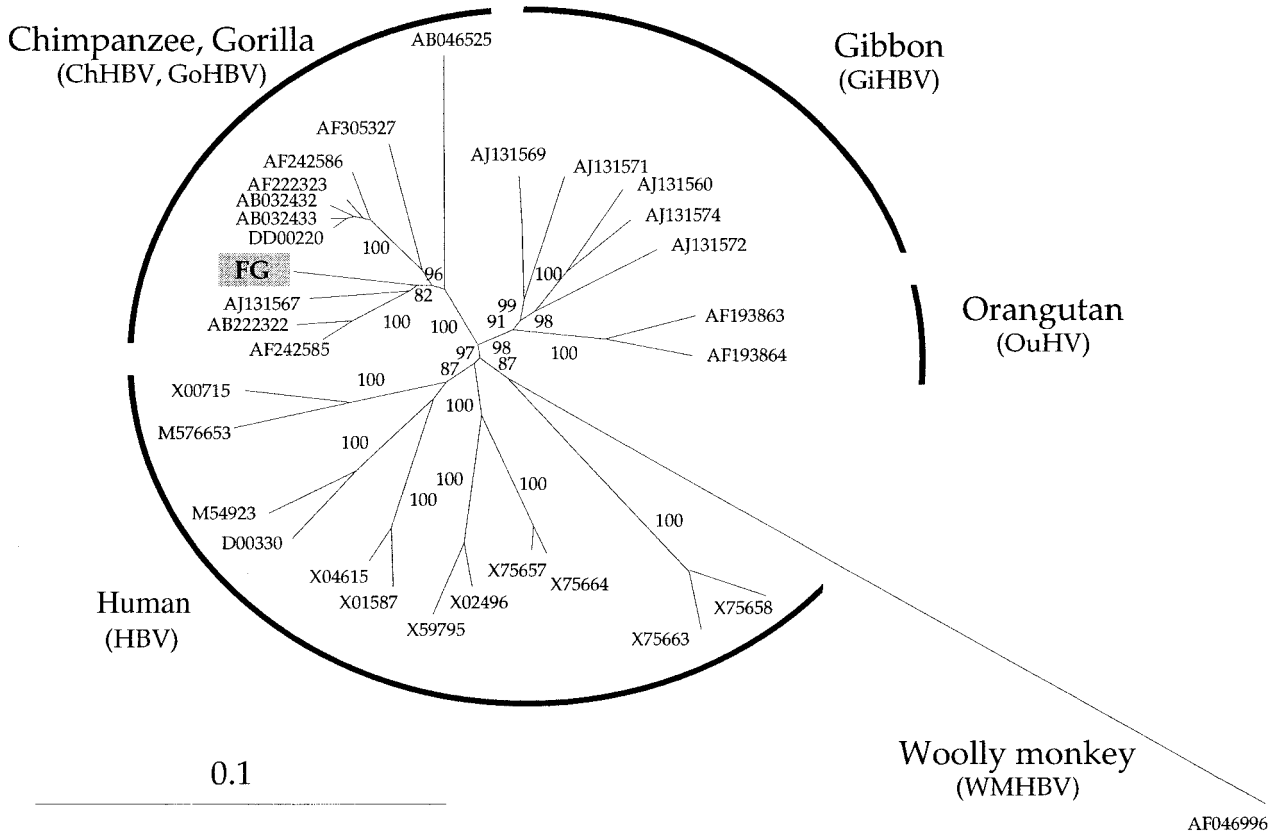 Chimpanzee, Gorilla
(ChHBV, GoHBV)
AB046525
Gibbon
(GiHBV)
AF305327
AF242586
AF222323
AB032432
AB032433
DD00220
100
FG
96
82
AJ131567
AB222322
AF242585
100
100
AJ131569
AJ131571
AJ131560
AJ131574
AJ131572
100
99
91
98
AF193863
AF193864
100
Orangutan
(OuHV)
97
98
87
87
X00715
100
M576653
100
100
M54923
D00330
100
X04615
X01587
100
X59795
X02496
100
X75657
X75664
100
X75658
X75663
Human
(HBV)
Woolly monkey
(WMHBV)
AF046996
0.1